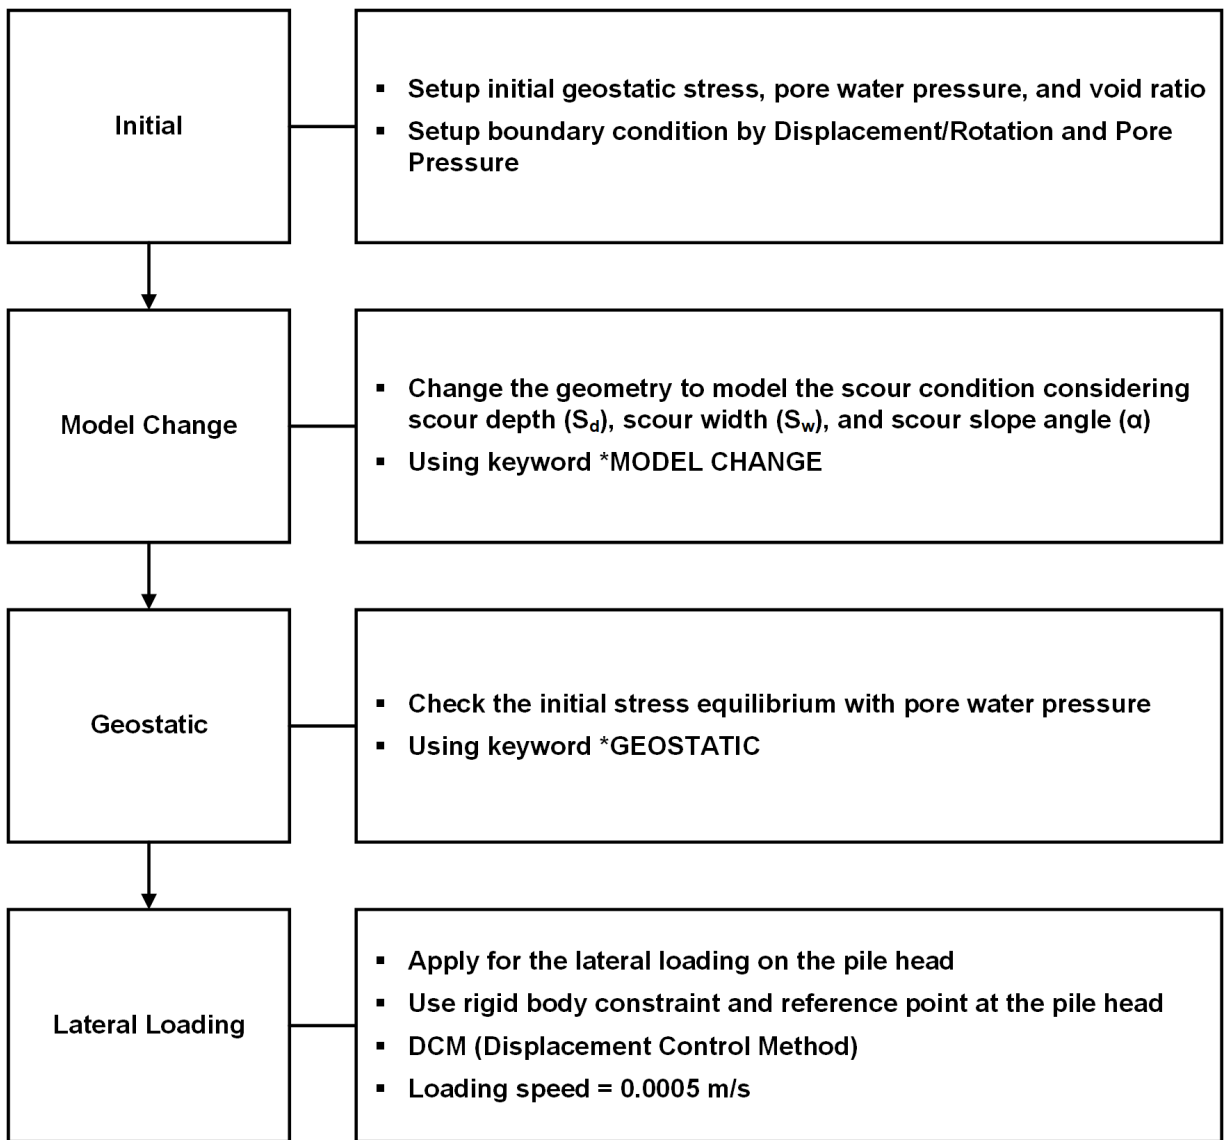 Initial
▪ Setup initial geostatic stress, pore water pressure, and void ratio
▪ Setup boundary condition by Displacement/Rotation and Pore
Pressure
Model Change
▪ Change the geometry to model the scour condition considering
scour depth (S_d), scour width (S_w), and scour slope angle (α)
▪ Using keyword *MODEL CHANGE
Geostatic
▪ Check the initial stress equilibrium with pore water pressure
▪ Using keyword *GEOSTATIC
Lateral Loading
▪ Apply for the lateral loading on the pile head
▪ Use rigid body constraint and reference point at the pile head
▪ DCM (Displacement Control Method)
▪ Loading speed = 0.0005 m/s